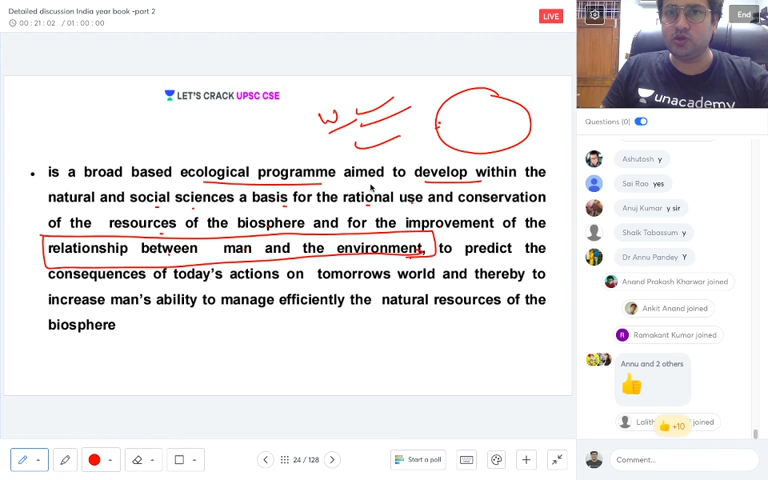 Detailed discussion India year book -part 2
00 : 21 : 02 / 01 : 00 : 00
LIVE
End
LET'S CRACK UPSC CSE
W
• is a broad based ecological programme aimed to develop within the
natural and social sciences a basis for the rational use and conservation
of the resources of the biosphere and for the improvement of the
relationship between man and the environment, to predict the
consequences of today's actions on tomorrows world and thereby to
increase man's ability to manage efficiently the natural resources of the
biosphere
unacademy
Questions (0)
Ashutosh y
Sai Rao yes
Anuj Kumar y sir
Shaik Tabassum y
Dr Annu Pandey Y
Anand Prakash Kharwar joined
Ankit Anand joined
R Ramakant Kumar joined
Annu and 2 others
👍
Lalith joined
👍 +10
24 / 128
Start a poll
Comment...